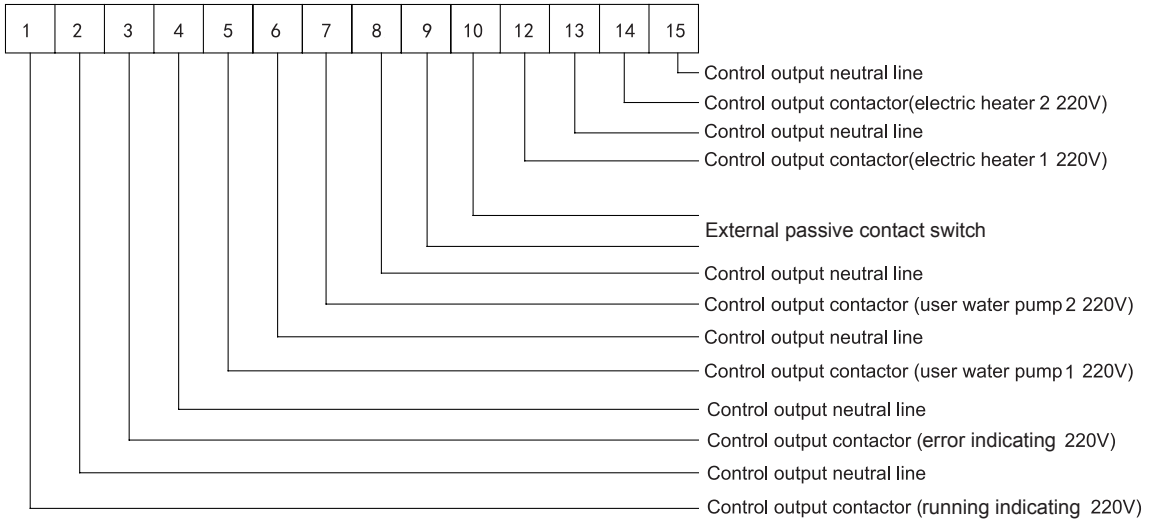 1 2 3 4 5 6 7 8 9 10 12 13 14 15
Control output neutral line
Control output contactor(electric heater 2 220V)
Control output neutral line
Control output contactor(electric heater 1 220V)
External passive contact switch
Control output neutral line
Control output contactor (user water pump 2 220V)
Control output neutral line
Control output contactor (user water pump 1 220V)
Control output neutral line
Control output contactor (error indicating 220V)
Control output neutral line
Control output contactor (running indicating 220V)